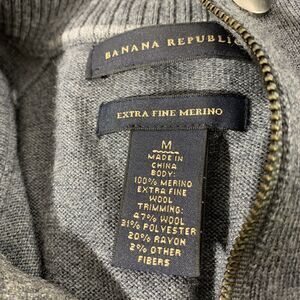 BANANA REPUBLIC
EXTRA FINE MERINO
M
MADE IN
CHINA
BODY:
100% MERINO
EXTRA FINE
WOOL
TRIMMING:
47% WOOL
31% POLYESTER
20% RAYON
2% OTHER
FIBERS